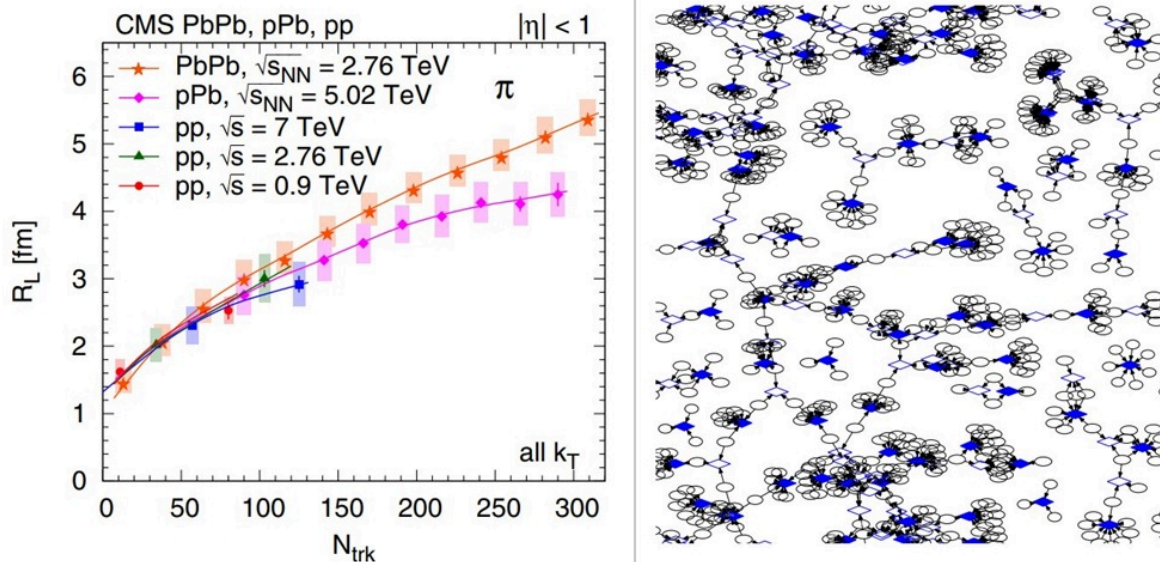 CMS PbPb, pPb, pp |η| < 1
PbPb, √sNN = 2.76 TeV
pPb, √sNN = 5.02 TeV
pp, √s = 7 TeV
pp, √s = 2.76 TeV
pp, √s = 0.9 TeV
π
all kT
RL [fm]
6
5
4
3
2
1
0
0 50 100 150 200 250 300
Ntrk